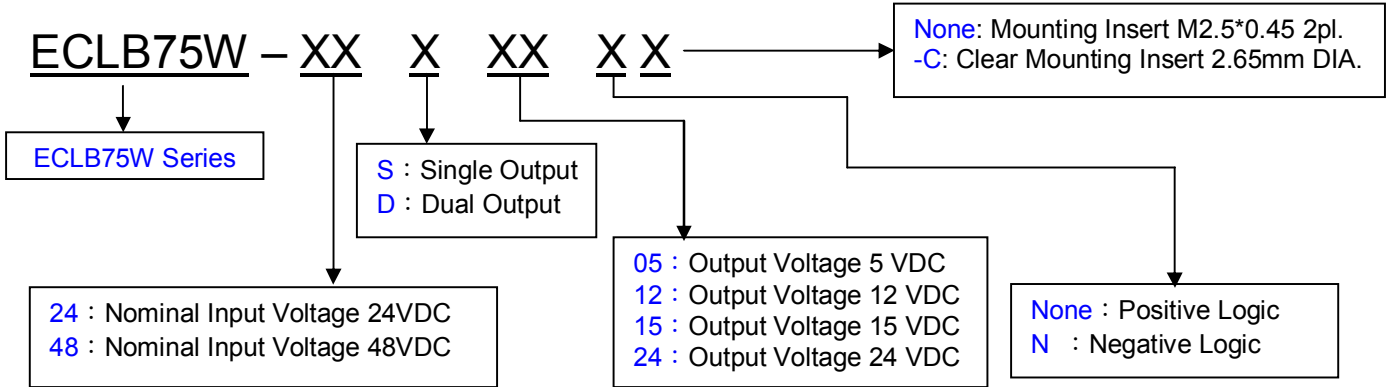 ECLB75W – XX X XX X X
None: Mounting Insert M2.5*0.45 2pl.
-C: Clear Mounting Insert 2.65mm DIA.
ECLB75W Series
S：Single Output
D：Dual Output
24：Nominal Input Voltage 24VDC
48：Nominal Input Voltage 48VDC
05：Output Voltage 5 VDC
12：Output Voltage 12 VDC
15：Output Voltage 15 VDC
24：Output Voltage 24 VDC
None：Positive Logic
N ：Negative Logic